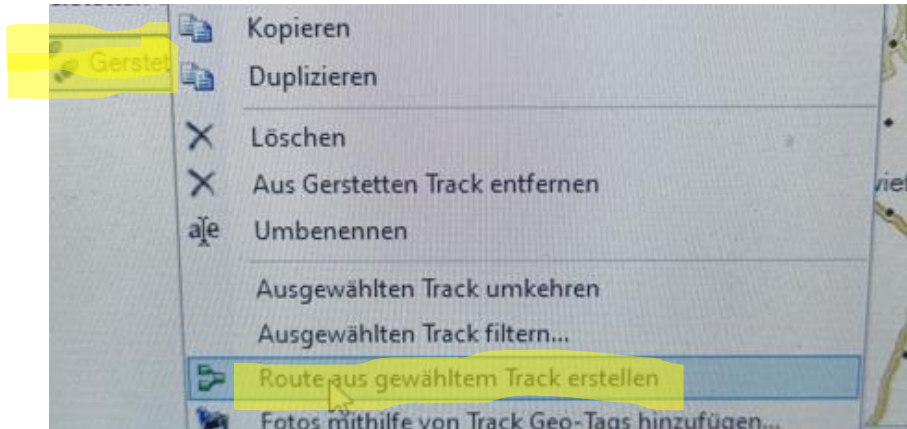 Gerstet
Kopieren
Duplizieren
Löschen
Aus Gerstetten Track entfernen
Umbenennen
Ausgewählten Track umkehren
Ausgewählten Track filtern...
Route aus gewähltem Track erstellen
Fotos mithilfe von Track Geo-Tags hinzufügen...